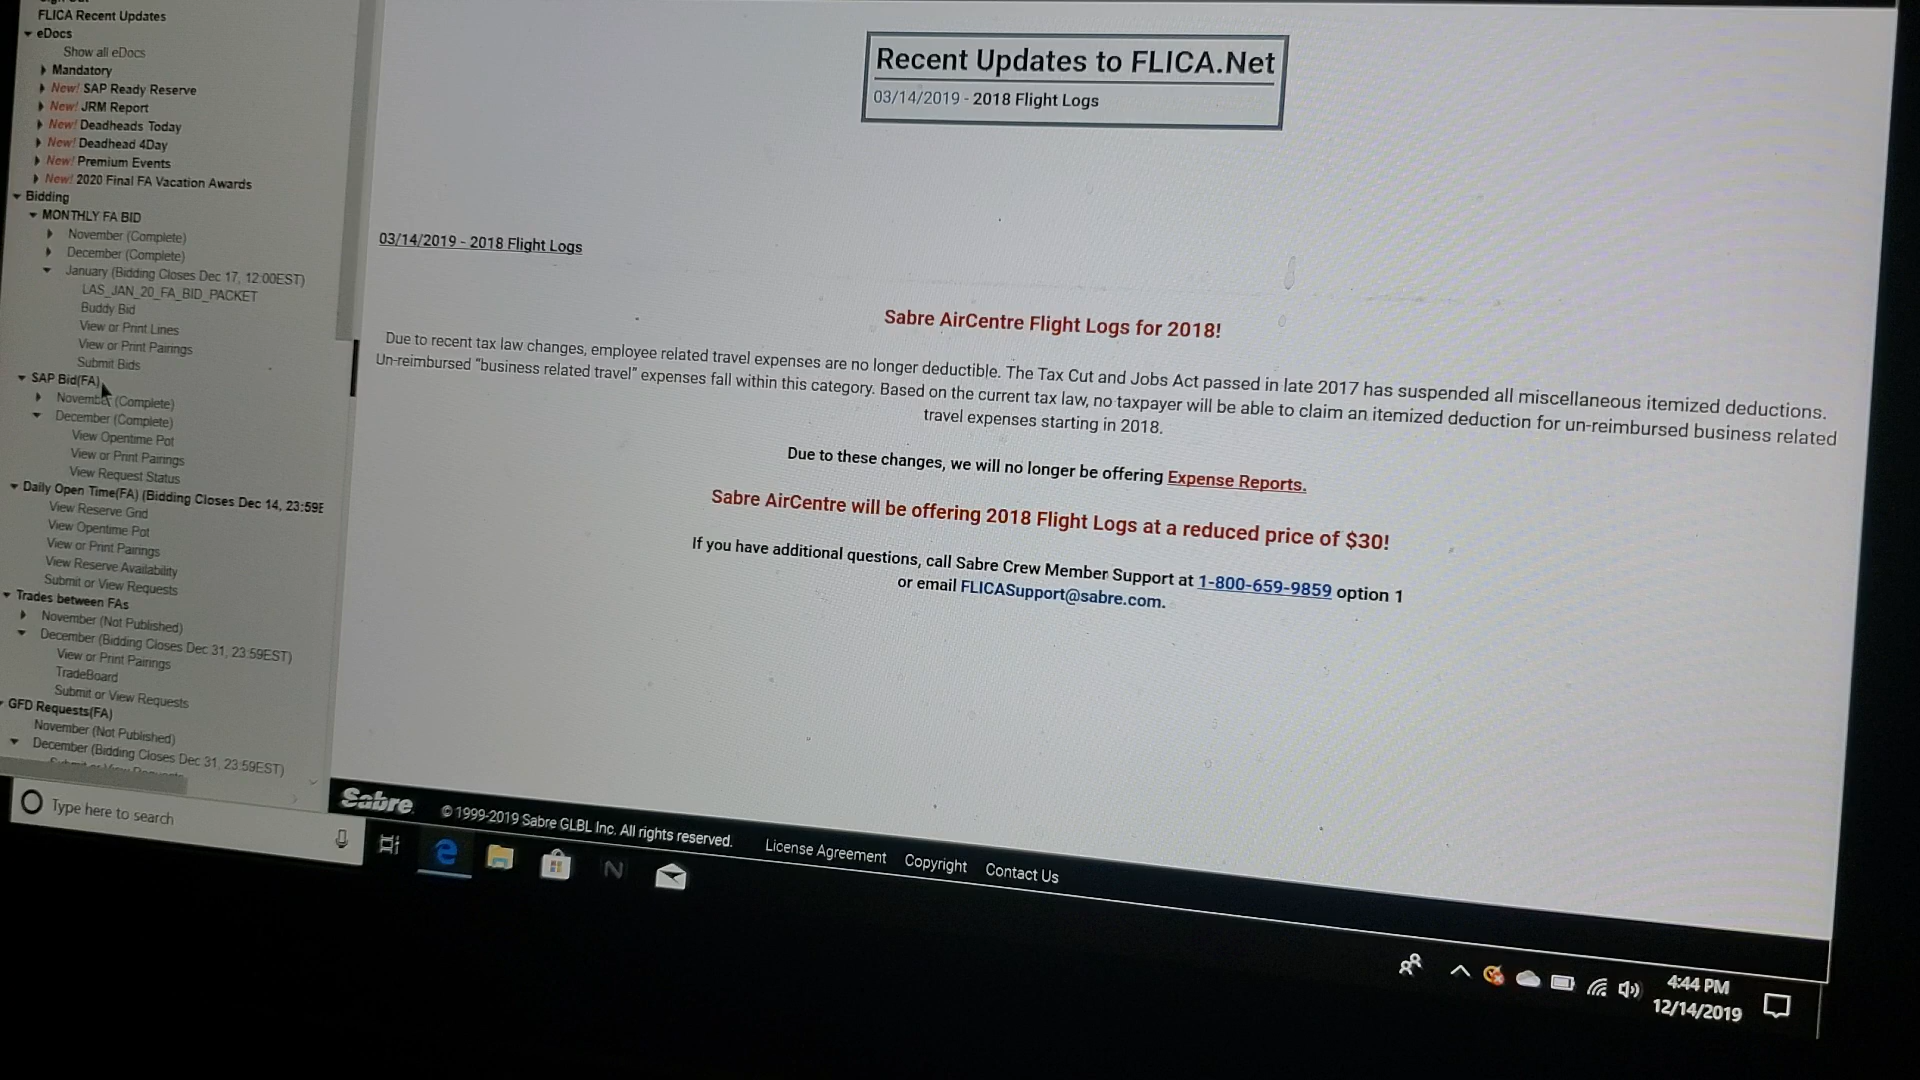 FLICA Recent Updates
eDocs
Show all eDocs
Mandatory
New! SAP Ready Reserve
New! JRM Report
New! Deadheads Today
New! Deadhead 4Day
New! Premium Events
New! 2020 Final FA Vacation Awards
Bidding
MONTHLY FA BID
November (Complete)
December (Complete)
January (Bidding Closes Dec 17, 12:00EST)
LAS_JAN_20_FA_BID_PACKET
Buddy Bid
View or Print Lines
View or Print Pairings
Submit Bids
SAP Bid(FA)
November (Complete)
December (Complete)
View Opentime Pot
View or Print Pairings
View Request Status
Daily Open Time(FA) (Bidding Closes Dec 14, 23:59E
View Reserve Grid
View Opentime Pot
View or Print Pairings
View Reserve Availability
Submit or View Requests
Trades between FAs
November (Not Published)
December (Bidding Closes Dec 31, 23:59EST)
View or Print Pairings
TradeBoard
Submit or View Requests
GFD Requests(FA)
November (Not Published)
December (Bidding Closes Dec 31, 23:59EST)
Recent Updates to FLICA.Net
03/14/2019 - 2018 Flight Logs
03/14/2019 - 2018 Flight Logs
Sabre AirCentre Flight Logs for 2018!
Due to recent tax law changes, employee related travel expenses are no longer deductible. The Tax Cut and Jobs Act passed in late 2017 has suspended all miscellaneous itemized deductions.
Un-reimbursed "business related travel" expenses fall within this category. Based on the current tax law, no taxpayer will be able to claim an itemized deduction for un-reimbursed business related
travel expenses starting in 2018.
Due to these changes, we will no longer be offering Expense Reports.
Sabre AirCentre will be offering 2018 Flight Logs at a reduced price of $30!
If you have additional questions, call Sabre Crew Member Support at 1-800-659-9859 option 1
or email FLICASupport@sabre.com.
Sabre. © 1999-2019 Sabre GLBL Inc. All rights reserved. License Agreement Copyright Contact Us
Type here to search
4:44 PM
12/14/2019